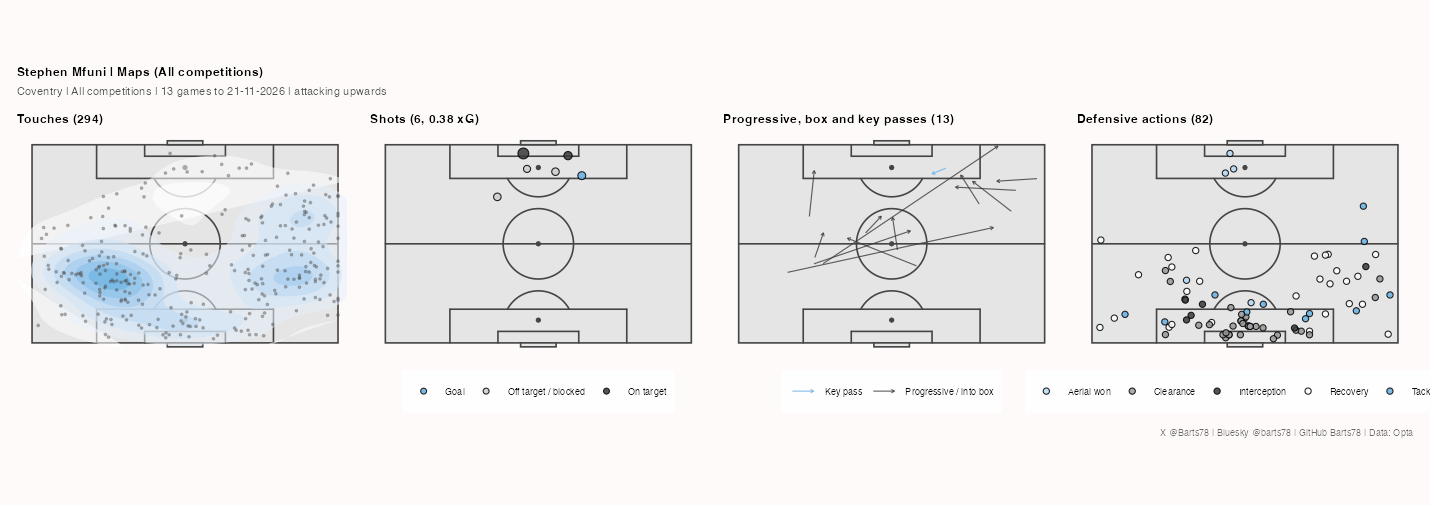 Stephen Mfuni | Maps (All competitions)
Coventry | All competitions | 13 games to 21-11-2026 | attacking upwards
Touches (294)
Shots (6, 0.38 xG)
Progressive, box and key passes (13)
Defensive actions (82)
Goal
Off target / blocked
On target
Key pass
Progressive / into box
Aerial won
Clearance
Interception
Recovery
Tack
X @Barts78 | Bluesky @barts78 | GitHub Barts78 | Data: Opta